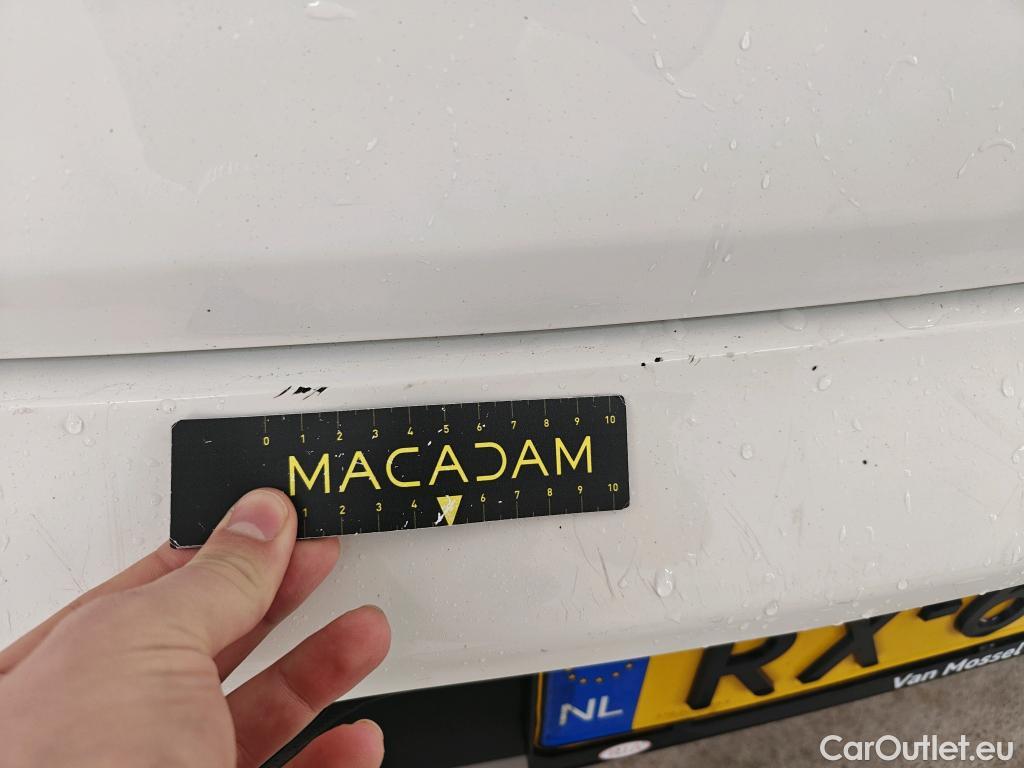 0 1 2 3 4 5 6 7 8 9 10
MACADAM
1 2 3 4 6 7 8 9 10
NL RX-6
Van Mossel
CarOutlet.eu